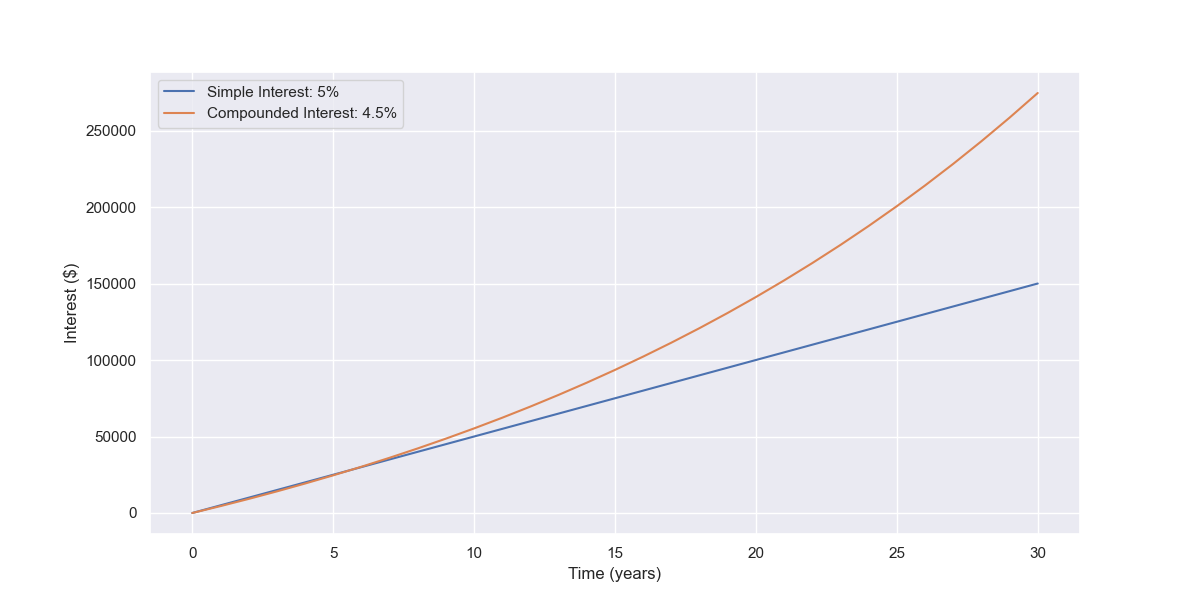 Simple Interest: 5%
Compounded Interest: 4.5%
250000
200000
150000
100000
50000
0
Interest ($)
0 5 10 15 20 25 30
Time (years)